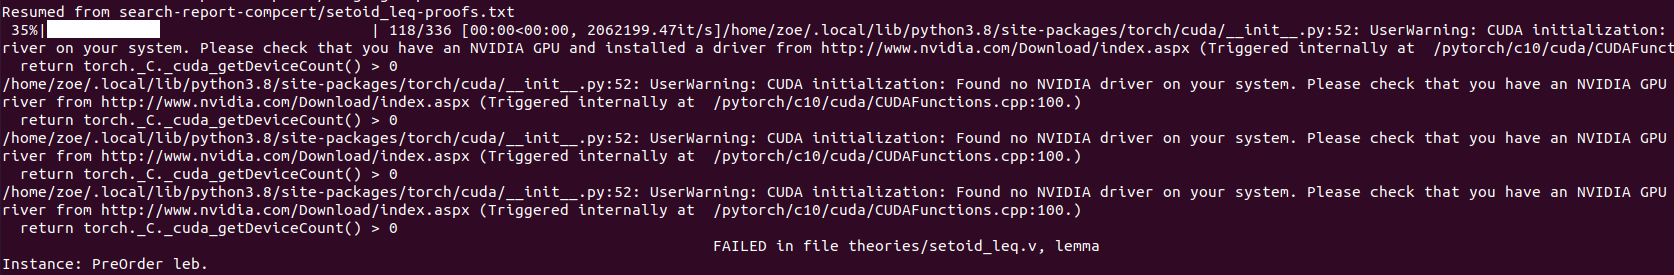 Resumed from search-report-compcert/setoid_leq-proofs.txt
35%| | 118/336 [00:00<00:00, 2062199.47it/s]/home/zoe/.local/lib/python3.8/site-packages/torch/cuda/__init__.py:52: UserWarning: CUDA initialization:
river on your system. Please check that you have an NVIDIA GPU and installed a driver from http://www.nvidia.com/Download/index.aspx (Triggered internally at  /pytorch/c10/cuda/CUDAFunct
  return torch._C._cuda_getDeviceCount() > 0
/home/zoe/.local/lib/python3.8/site-packages/torch/cuda/__init__.py:52: UserWarning: CUDA initialization: Found no NVIDIA driver on your system. Please check that you have an NVIDIA GPU
river from http://www.nvidia.com/Download/index.aspx (Triggered internally at  /pytorch/c10/cuda/CUDAFunctions.cpp:100.)
  return torch._C._cuda_getDeviceCount() > 0
/home/zoe/.local/lib/python3.8/site-packages/torch/cuda/__init__.py:52: UserWarning: CUDA initialization: Found no NVIDIA driver on your system. Please check that you have an NVIDIA GPU
river from http://www.nvidia.com/Download/index.aspx (Triggered internally at  /pytorch/c10/cuda/CUDAFunctions.cpp:100.)
  return torch._C._cuda_getDeviceCount() > 0
/home/zoe/.local/lib/python3.8/site-packages/torch/cuda/__init__.py:52: UserWarning: CUDA initialization: Found no NVIDIA driver on your system. Please check that you have an NVIDIA GPU
river from http://www.nvidia.com/Download/index.aspx (Triggered internally at  /pytorch/c10/cuda/CUDAFunctions.cpp:100.)
  return torch._C._cuda_getDeviceCount() > 0
FAILED in file theories/setoid_leq.v, lemma
Instance: PreOrder leb.